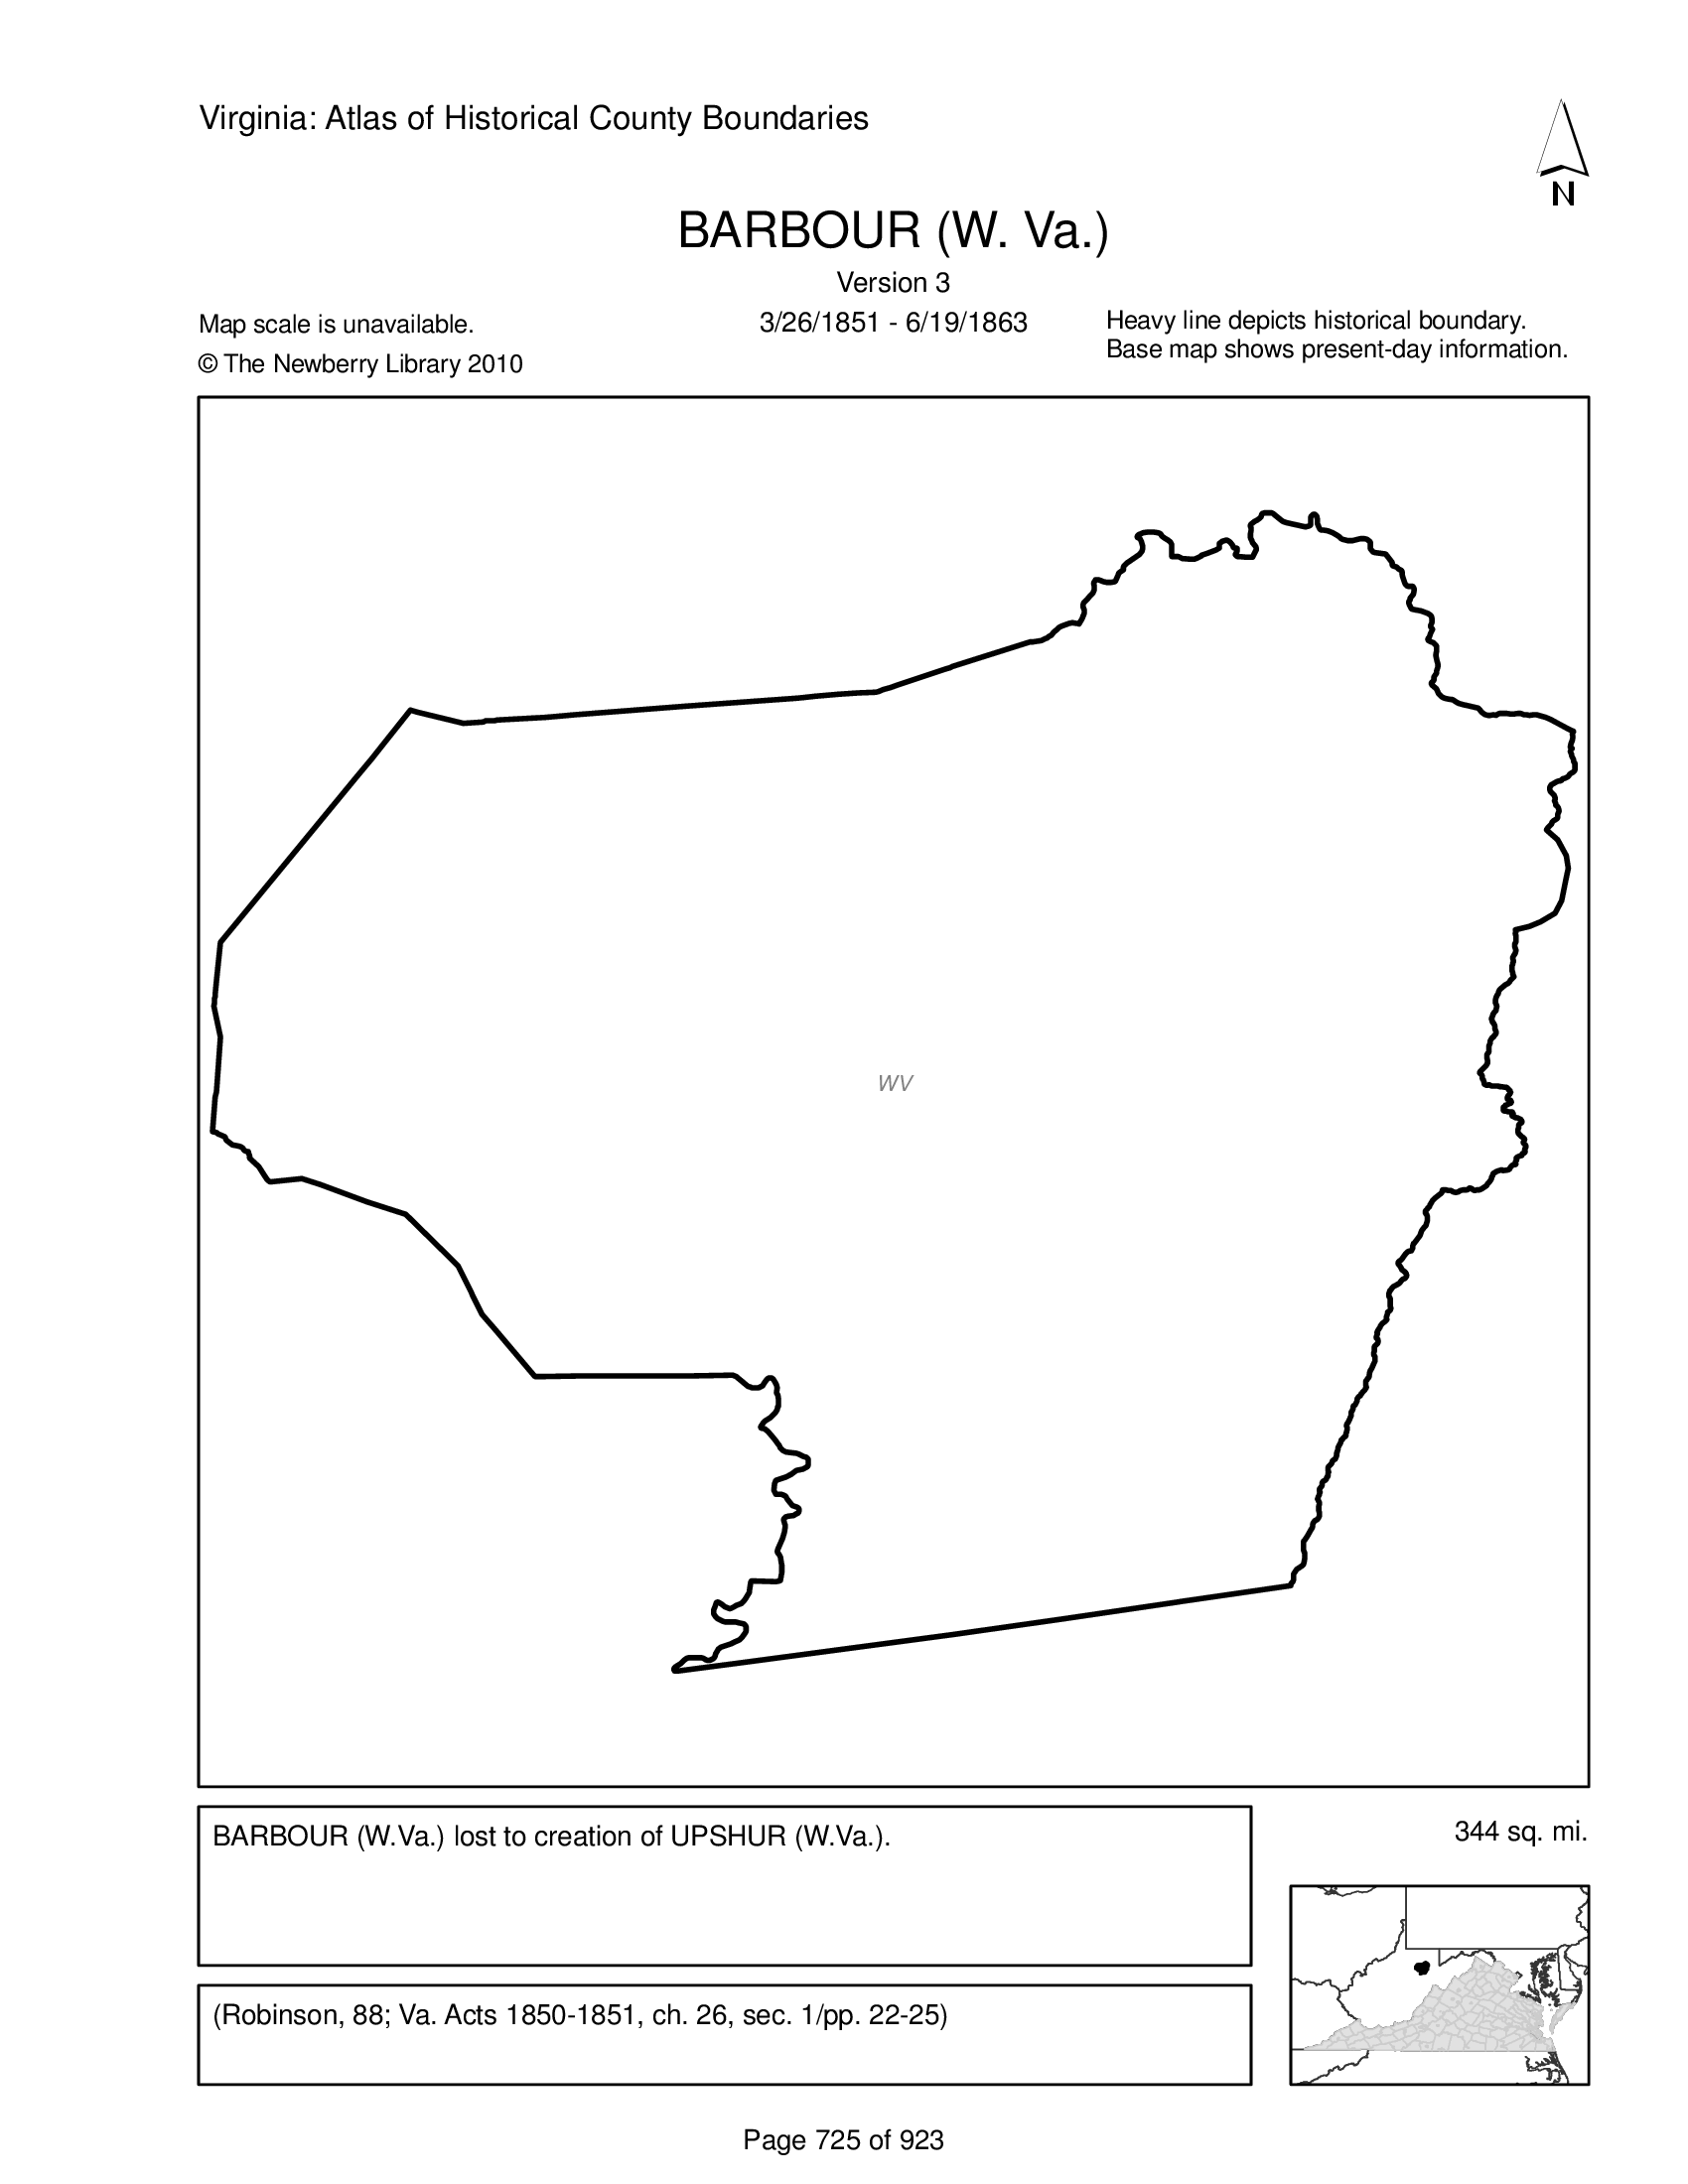 Virginia: Atlas of Historical County Boundaries
N
BARBOUR (W. Va.)
Version 3
Map scale is unavailable.
3/26/1851 - 6/19/1863
Heavy line depicts historical boundary.
Base map shows present-day information.
© The Newberry Library 2010
WV
BARBOUR (W.Va.) lost to creation of UPSHUR (W.Va.).
344 sq. mi.
(Robinson, 88; Va. Acts 1850-1851, ch. 26, sec. 1/pp. 22-25)
Page 725 of 923